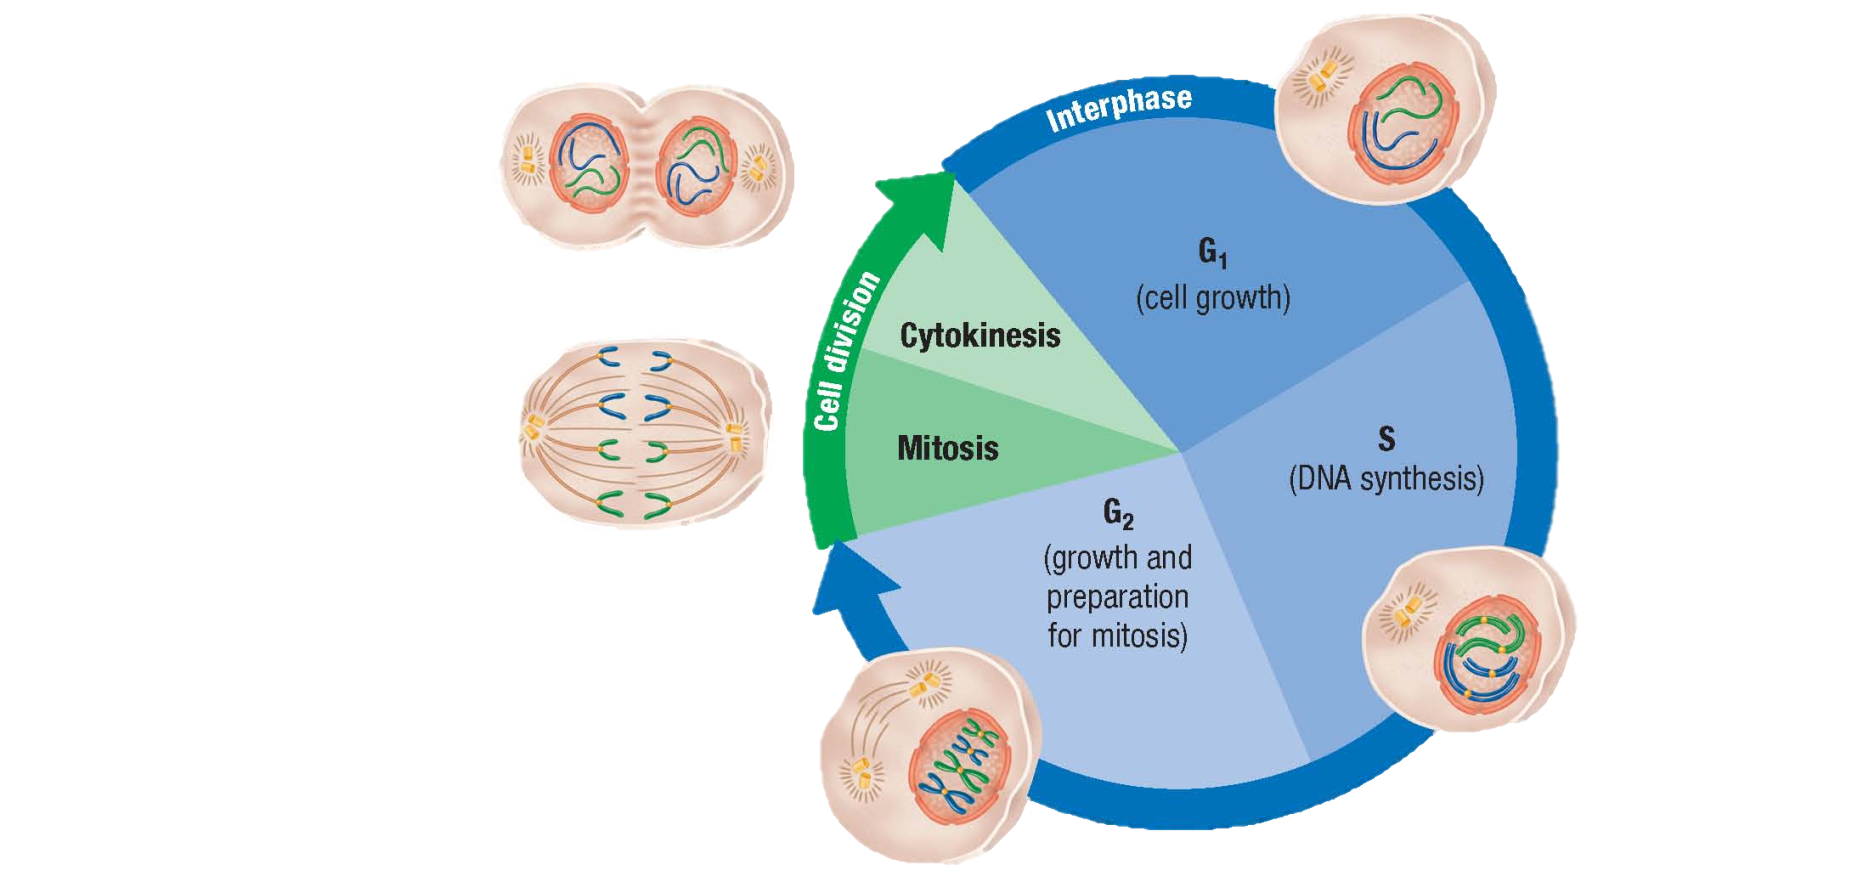 Interphase
G₁
(cell growth)
S
(DNA synthesis)
G₂
(growth and
preparation
for mitosis)
Cell division
Mitosis
Cytokinesis